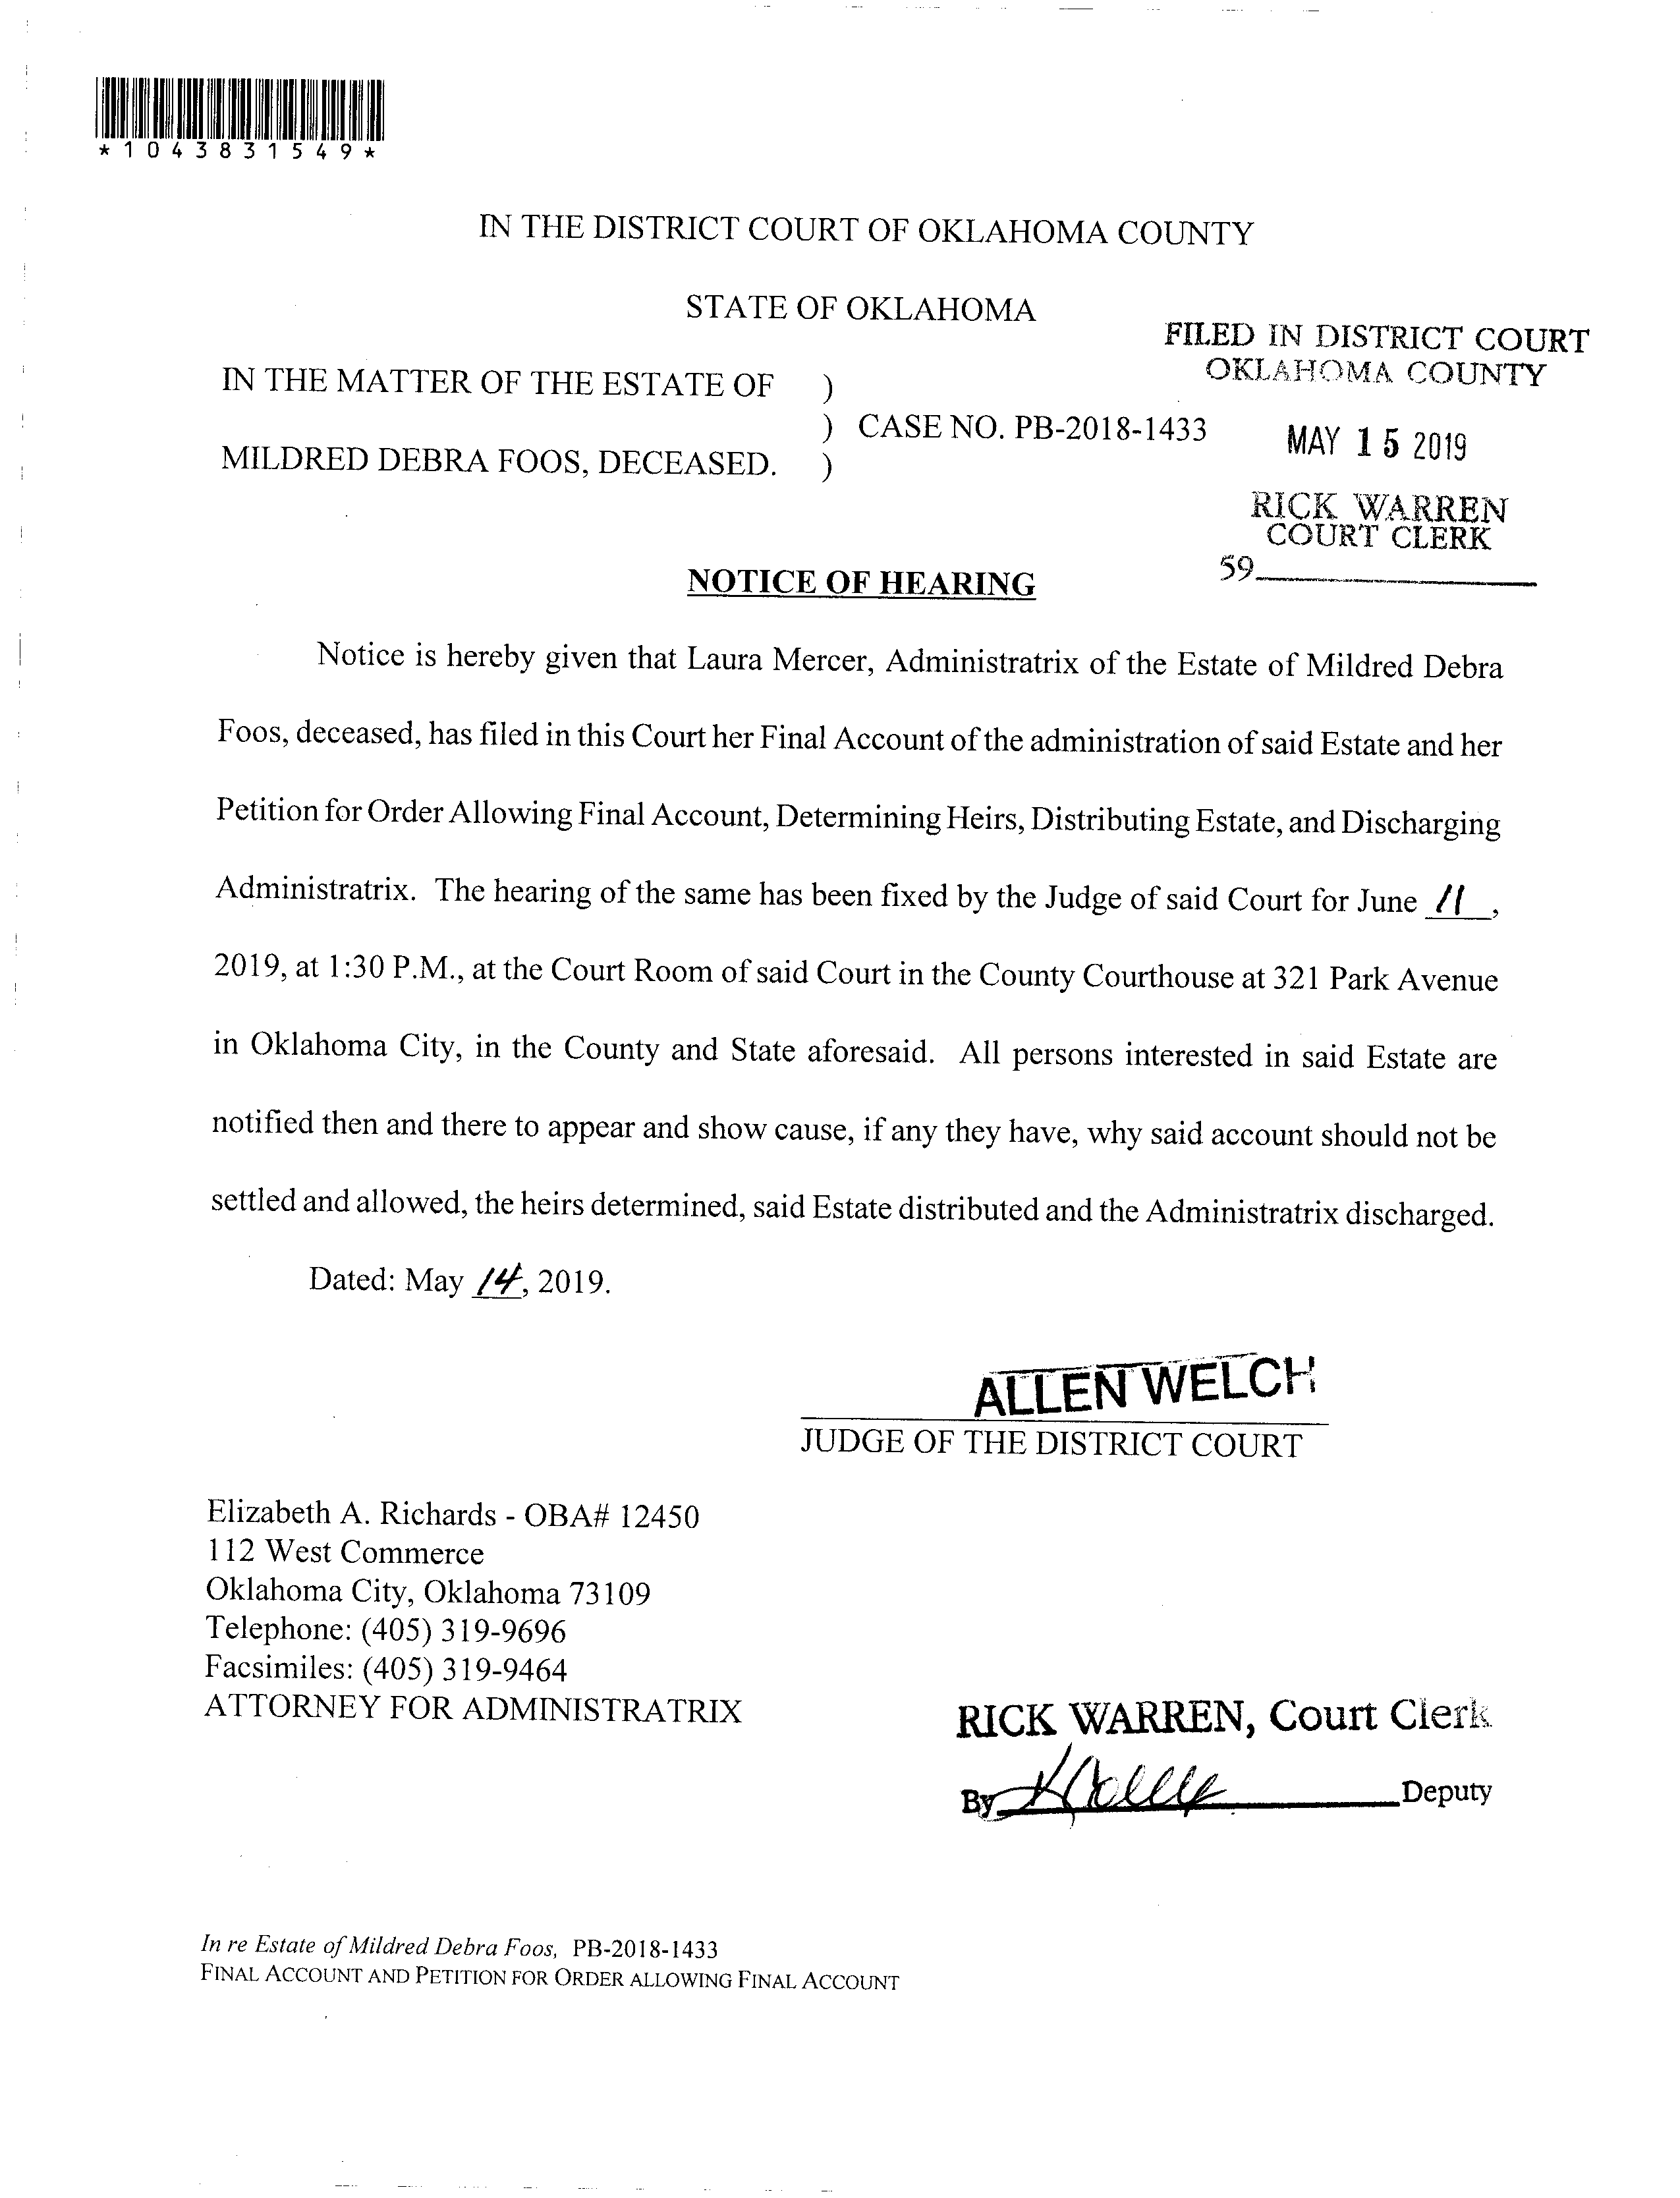 *1043831549*
IN THE DISTRICT COURT OF OKLAHOMA COUNTY
STATE OF OKLAHOMA
FILED IN DISTRICT COURT
OKLAHOMA COUNTY
IN THE MATTER OF THE ESTATE OF )
) CASE NO. PB-2018-1433
MAY 15 2019
MILDRED DEBRA FOOS, DECEASED. )
RICK WARREN
COURT CLERK
59
NOTICE OF HEARING
Notice is hereby given that Laura Mercer, Administratrix of the Estate of Mildred Debra
Foos, deceased, has filed in this Court her Final Account of the administration of said Estate and her
Petition for Order Allowing Final Account, Determining Heirs, Distributing Estate, and Discharging
Administratrix. The hearing of the same has been fixed by the Judge of said Court for June 11,
2019, at 1:30 P.M., at the Court Room of said Court in the County Courthouse at 321 Park Avenue
in Oklahoma City, in the County and State aforesaid. All persons interested in said Estate are
notified then and there to appear and show cause, if any they have, why said account should not be
settled and allowed, the heirs determined, said Estate distributed and the Administratrix discharged.
Dated: May 14, 2019.
ALLEN WELCH
JUDGE OF THE DISTRICT COURT
Elizabeth A. Richards - OBA# 12450
112 West Commerce
Oklahoma City, Oklahoma 73109
Telephone: (405) 319-9696
Facsimiles: (405) 319-9464
ATTORNEY FOR ADMINISTRATRIX
RICK WARREN, Court Clerk
By Deputy
In re Estate of Mildred Debra Foos, PB-2018-1433
FINAL ACCOUNT AND PETITION FOR ORDER ALLOWING FINAL ACCOUNT